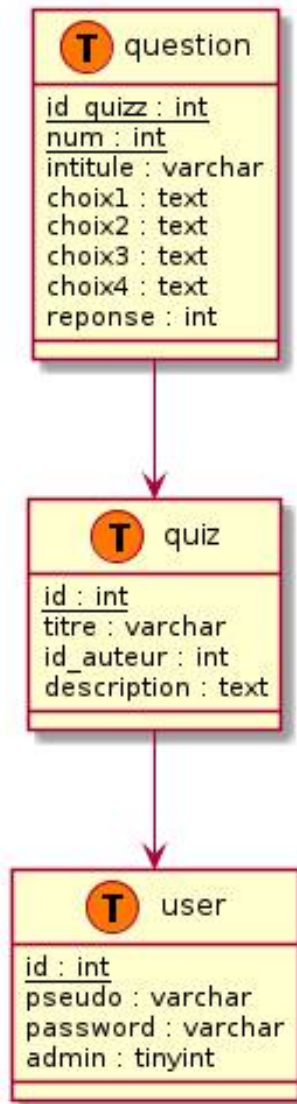 T question
id_quizz : int
num : int
intitule : varchar
choix1 : text
choix2 : text
choix3 : text
choix4 : text
reponse : int
T quiz
id : int
titre : varchar
id_auteur : int
description : text
T user
id : int
pseudo : varchar
password : varchar
admin : tinyint